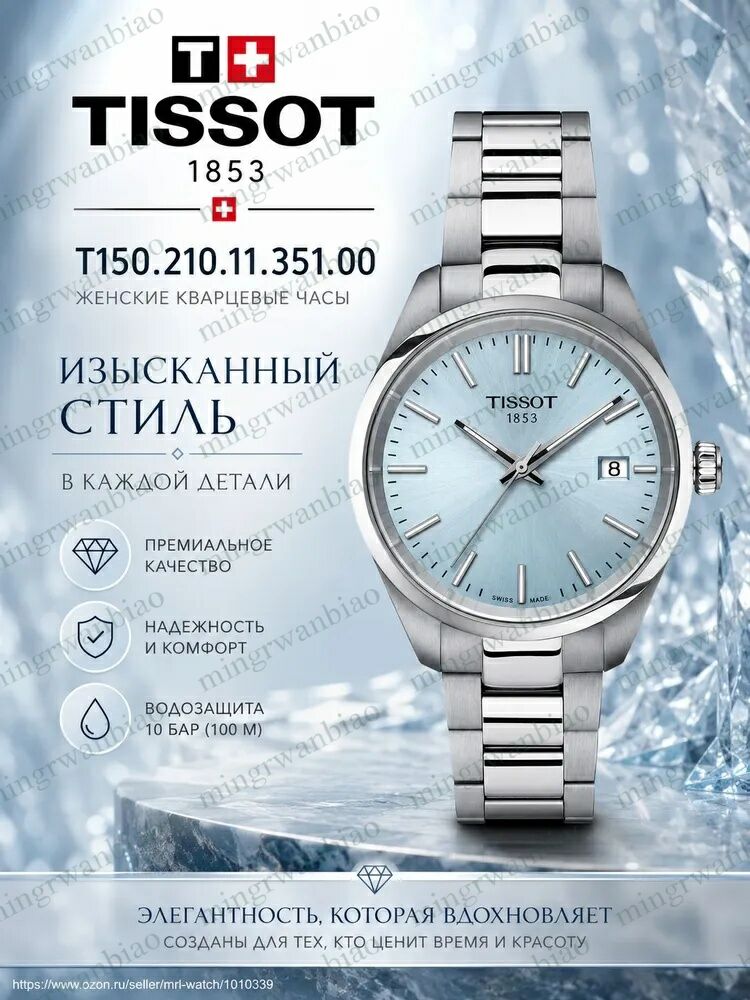 T+
TISSOT
1853
T150.210.11.351.00
ЖЕНСКИЕ КВАРЦЕВЫЕ ЧАСЫ
ИЗЫСКАННЫЙ
СТИЛЬ
В КАЖДОЙ ДЕТАЛИ
ПРЕМИАЛЬНОЕ
КАЧЕСТВО
НАДЕЖНОСТЬ
И КОМФОРТ
ВОДОЗАЩИТА
10 БАР (100 М)
TISSOT
1853
8
SWISS MADE
ЭЛЕГАНТНОСТЬ, КОТОРАЯ ВДОХНОВЛЯЕТ
СОЗДАНЫ ДЛЯ ТЕХ, КТО ЦЕНИТ ВРЕМЯ И КРАСОТУ
https://www.ozon.ru/seller/mrl-watch/1010339
mingrwanbiao